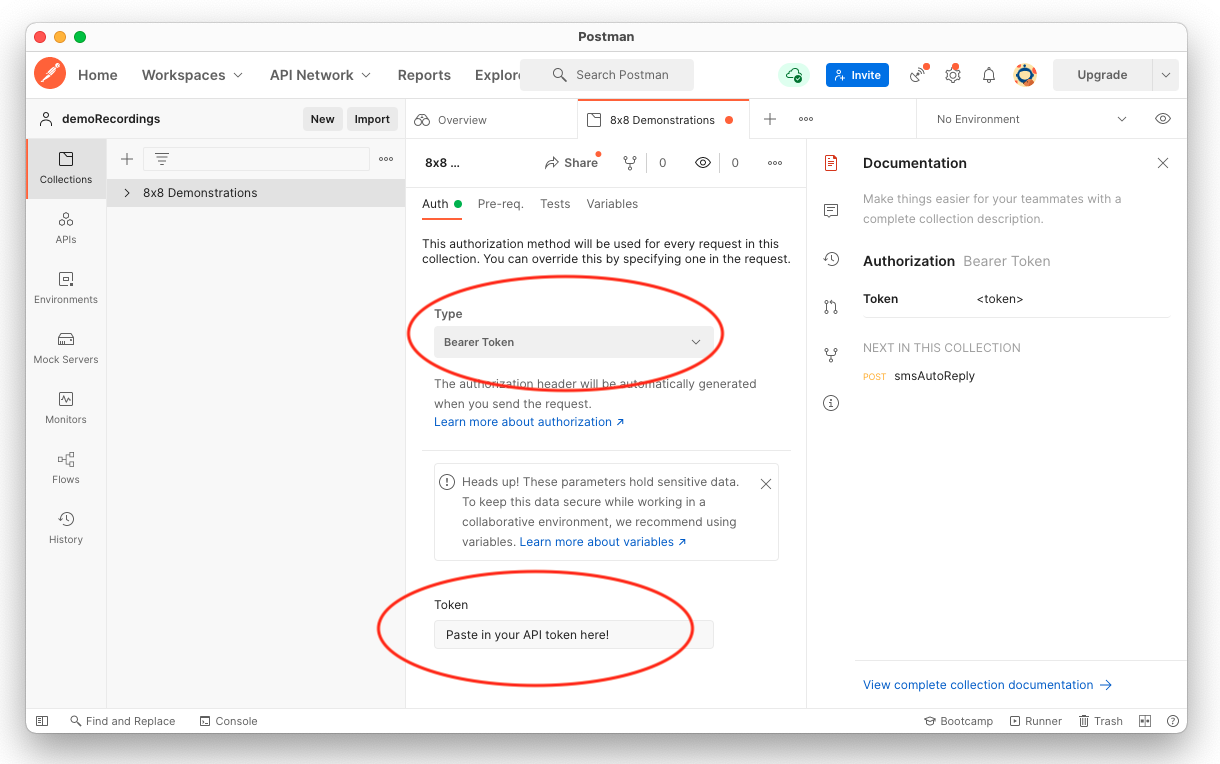 Postman
Home
Workspaces
API Network
Reports
Explor
Search Postman
Invite
Upgrade
demoRecordings
New
Import
Overview
8x8 Demonstrations
No Environment
Collections
APIs
Environments
Mock Servers
Monitors
Flows
History
8x8 Demonstrations
8x8 ...
Share
0
0
Auth
Pre-req.
Tests
Variables
This authorization method will be used for every request in this
collection. You can override this by specifying one in the request.
Type
Bearer Token
The authorization header will be automatically generated
when you send the request.
Learn more about authorization ↗
Heads up! These parameters hold sensitive data.
To keep this data secure while working in a
collaborative environment, we recommend using
variables. Learn more about variables ↗
Token
Paste in your API token here!
Documentation
Make things easier for your teammates with a
complete collection description.
Authorization Bearer Token
Token <token>
NEXT IN THIS COLLECTION
POST smsAutoReply
View complete collection documentation →
Find and Replace
Console
Bootcamp
Runner
Trash